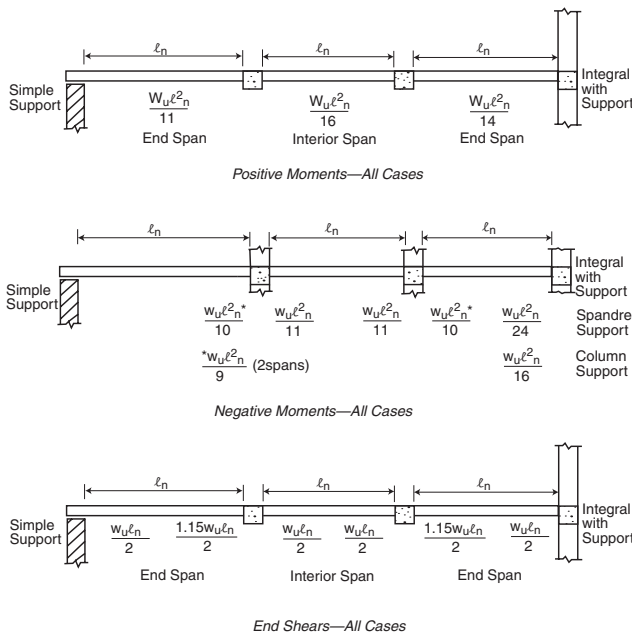 ℓn ℓn ℓn
Simple Support
Integral with Support
Wuℓ²n/11 Wuℓ²n/16 Wuℓ²n/14
End Span Interior Span End Span
Positive Moments—All Cases
ℓn ℓn ℓn
Simple Support
Integral with Support
wuℓ²n*/10 wuℓ²n/11 wuℓ²n/11 wuℓ²n*/10 wuℓ²n/24 Spandre Support
*wuℓ²n/9 (2spans) wuℓ²n/16 Column Support
Negative Moments—All Cases
ℓn ℓn ℓn
Simple Support
Integral with Support
wuℓn/2 1.15wuℓn/2 wuℓn/2 wuℓn/2 1.15wuℓn/2 wuℓn/2
End Span Interior Span End Span
End Shears—All Cases